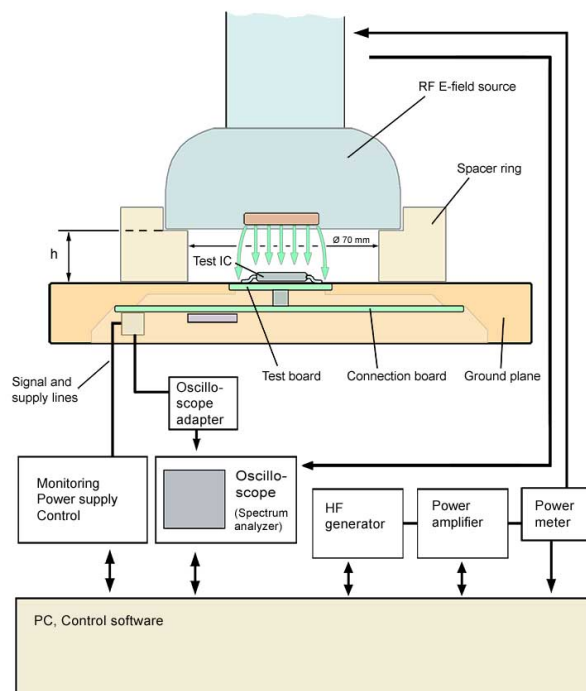 RF E-field source
Spacer ring
h
Ø 70 mm
Test IC
Signal and
supply lines
Test board
Connection board
Ground plane
Oscillo-
scope
adapter
Monitoring
Power supply
Control
Oscillo-
scope
(Spectrum
analyzer)
HF
generator
Power
amplifier
Power
meter
PC, Control software